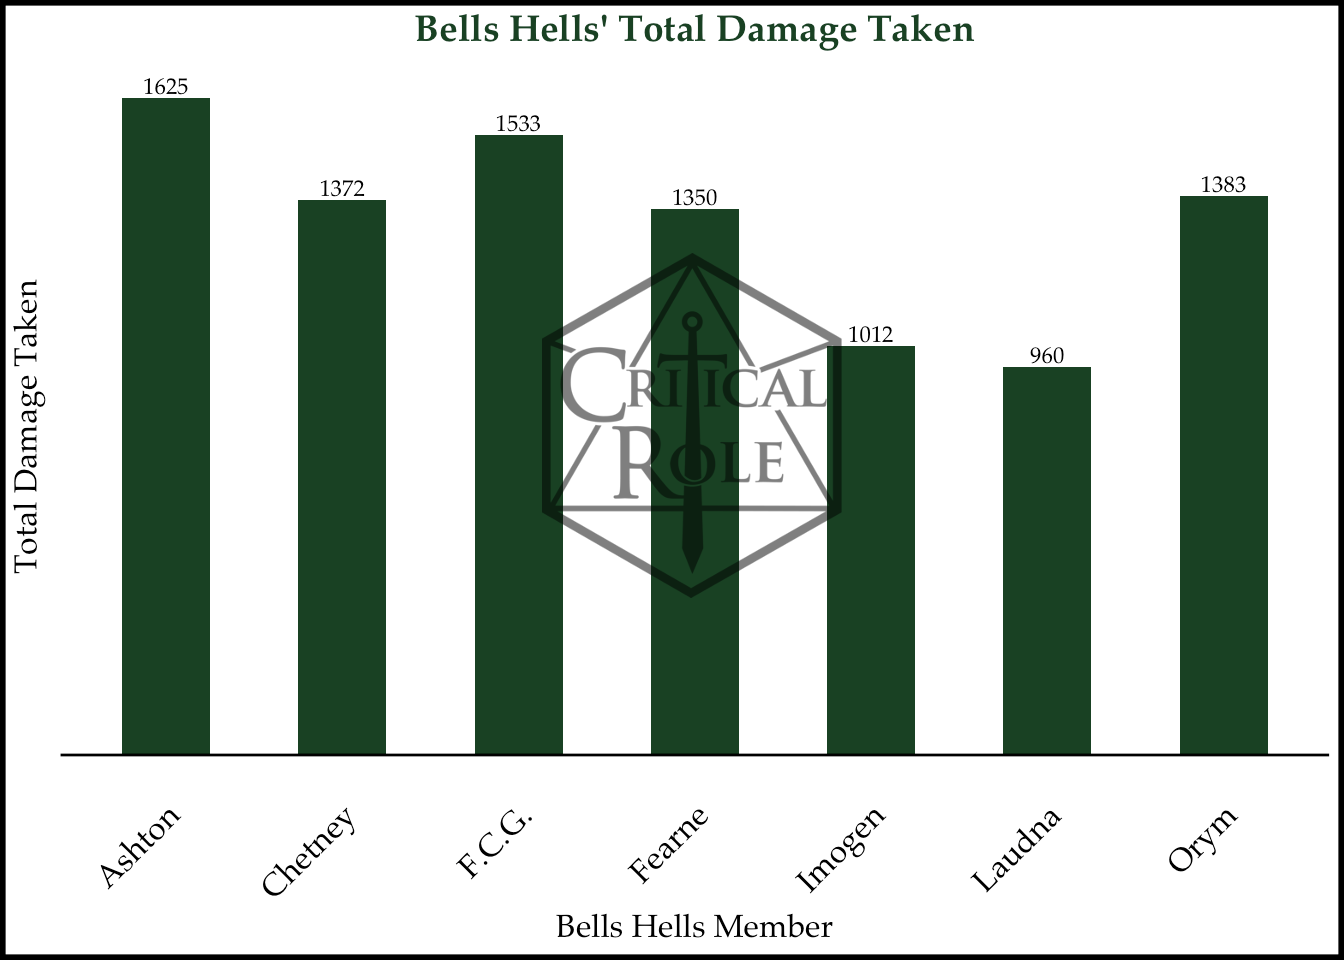 Bells Hells' Total Damage Taken
1625
1372
1533
1350
1012
960
1383
Total Damage Taken
CRITICAL
ROLE
Ashton
Chetney
F.C.G.
Fearne
Imogen
Laudna
Orym
Bells Hells Member